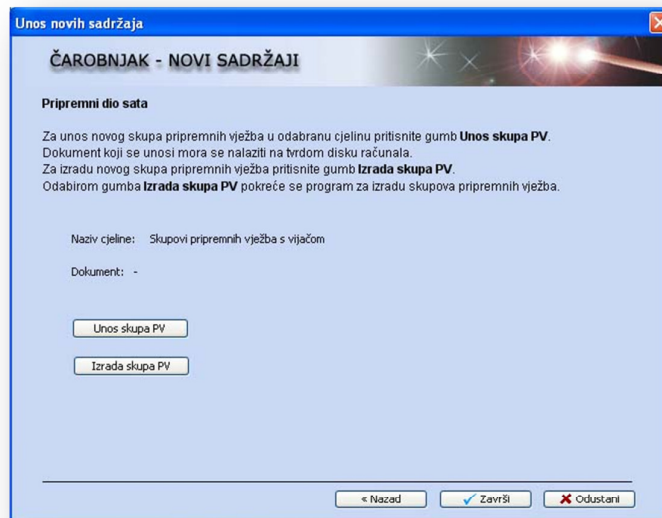 Unos novih sadržaja
ČAROBNJAK - NOVI SADRŽAJI
Pripremni dio sata
Za unos novog skupa pripremnih vježba u odabranu cjelinu pritisnite gumb Unos skupa PV.
Dokument koji se unosi mora se nalaziti na tvrdom disku računala.
Za izradu novog skupa pripremnih vježba pritisnite gumb Izrada skupa PV.
Odabirom gumba Izrada skupa PV pokreće se program za izradu skupova pripremnih vježba.
Naziv cjeline: Skupovi pripremnih vježba s vijačom
Dokument: -
Unos skupa PV
Izrada skupa PV
« Nazad Završi Odustani